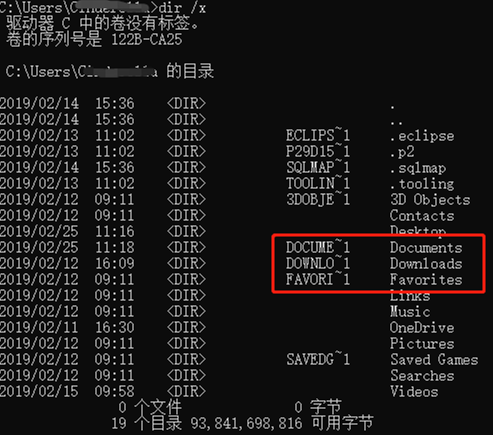 C:\Users\ >dir /x
驱动器 C 中的卷没有标签。
卷的序列号是 122B-CA25
C:\Users\ 的目录
2019/02/14 15:36 <DIR> .
2019/02/14 15:36 <DIR> ..
2019/02/13 11:02 <DIR> ECLIPS~1 .eclipse
2019/02/13 11:02 <DIR> P29D15~1 .p2
2019/02/14 15:36 <DIR> SQLMAP~1 .sqlmap
2019/02/13 11:02 <DIR> TOOLIN~1 .tooling
2019/02/12 09:11 <DIR> 3DOBJE~1 3D Objects
2019/02/12 09:11 <DIR> Contacts
2019/02/25 11:16 <DIR> Desktop
2019/02/25 11:18 <DIR> DOCUME~1 Documents
2019/02/12 16:09 <DIR> DOWNLO~1 Downloads
2019/02/12 09:11 <DIR> FAVORI~1 Favorites
2019/02/12 09:11 <DIR> Links
2019/02/12 09:11 <DIR> Music
2019/02/11 16:30 <DIR> OneDrive
2019/02/12 09:11 <DIR> Pictures
2019/02/12 09:11 <DIR> SAVEDG~1 Saved Games
2019/02/12 09:11 <DIR> Searches
2019/02/15 09:58 <DIR> Videos
0 个文件 0 字节
19 个目录 93,841,698,816 可用字节